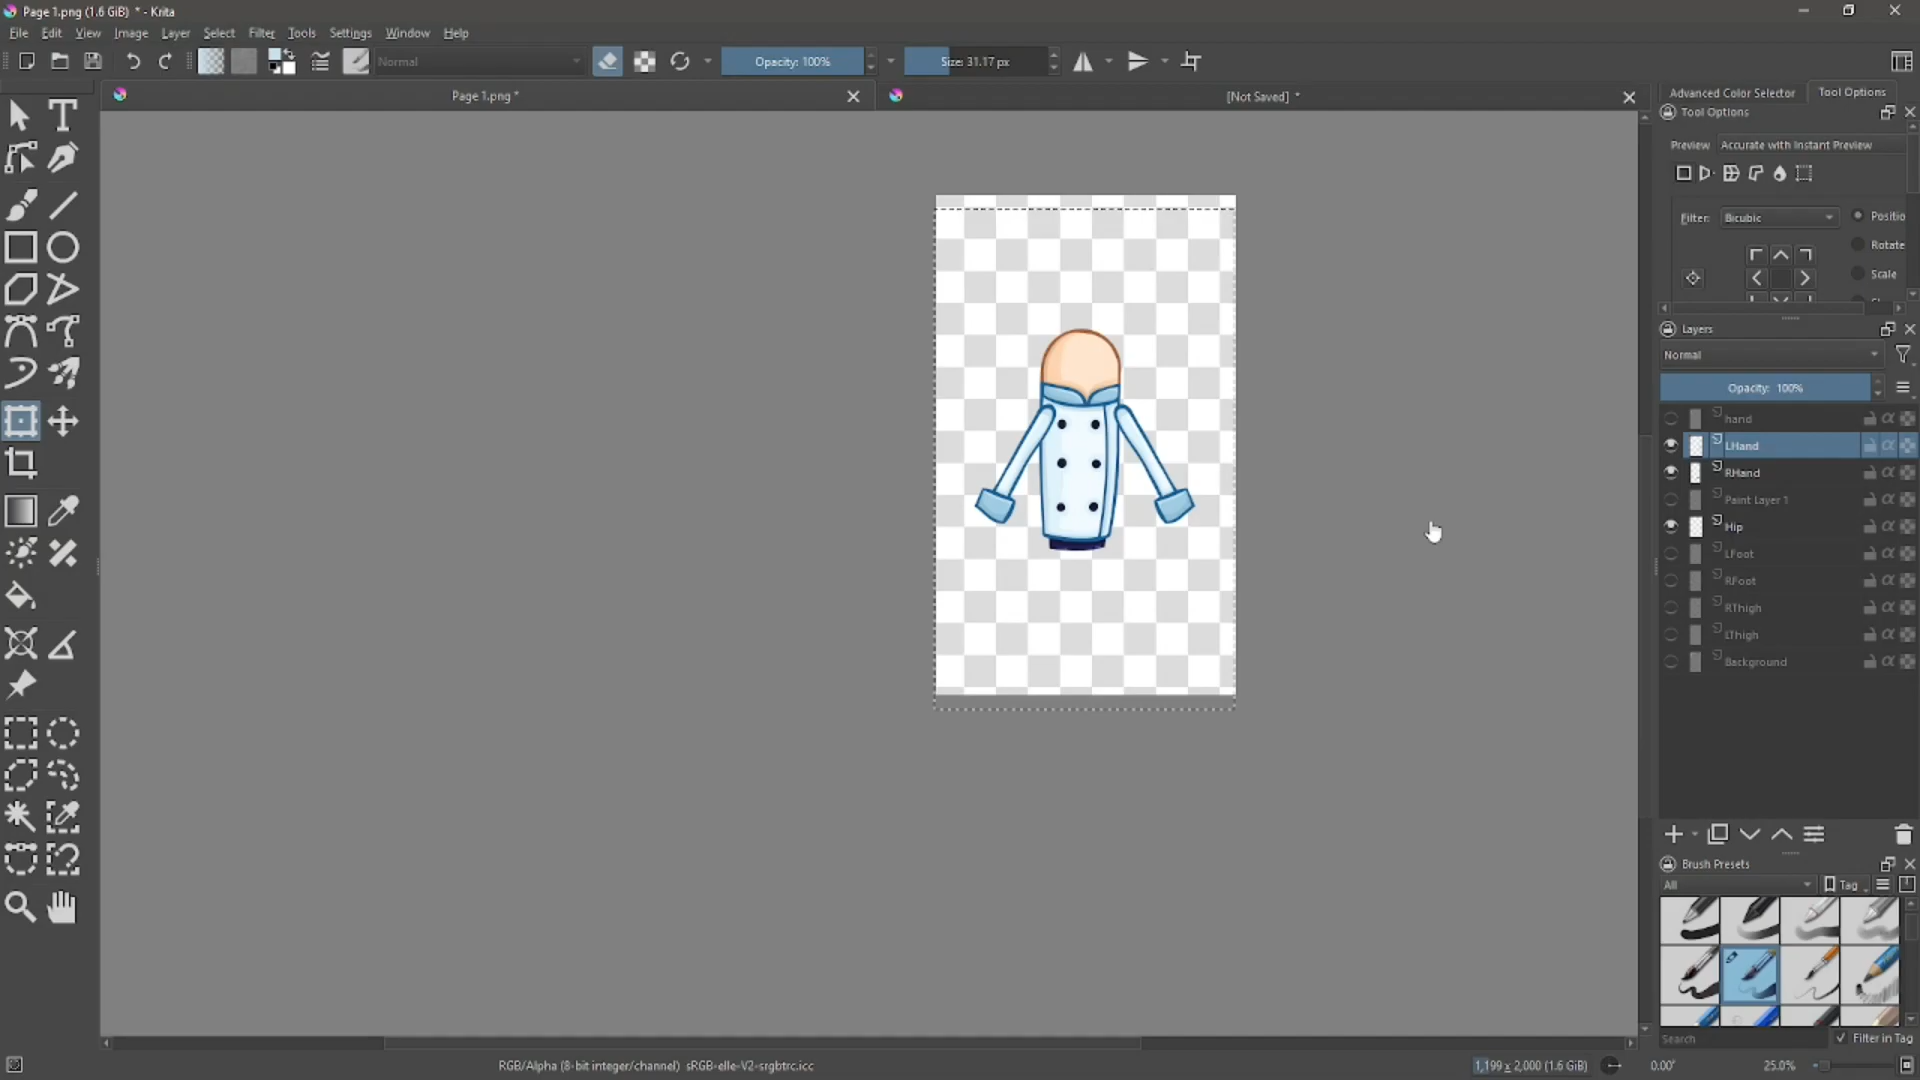 Page 1.png (1.6 GiB) * - Krita
File Edit View Image Layer Select Filter Tools Settings Window Help
Normal
Opacity: 100%
Size: 31.17 px
Page 1.png *
[Not Saved] *
Advanced Color Selector
Tool Options
Tool Options
Preview Accurate with Instant Preview
Filter: Bicubic
Positio
Rotate
Scale
Layers
Normal
Opacity: 100%
hand
LHand
RHand
Paint Layer 1
Hip
LFoot
RFoot
RThigh
LThigh
Background
Brush Presets
All
Tag
Search
Filter in Tag
RGB/Alpha (8-bit integer/channel) sRGB-elle-V2-srgbtrc.icc
1,199 x 2,000 (1.6 GiB)
0.00°
25.0%